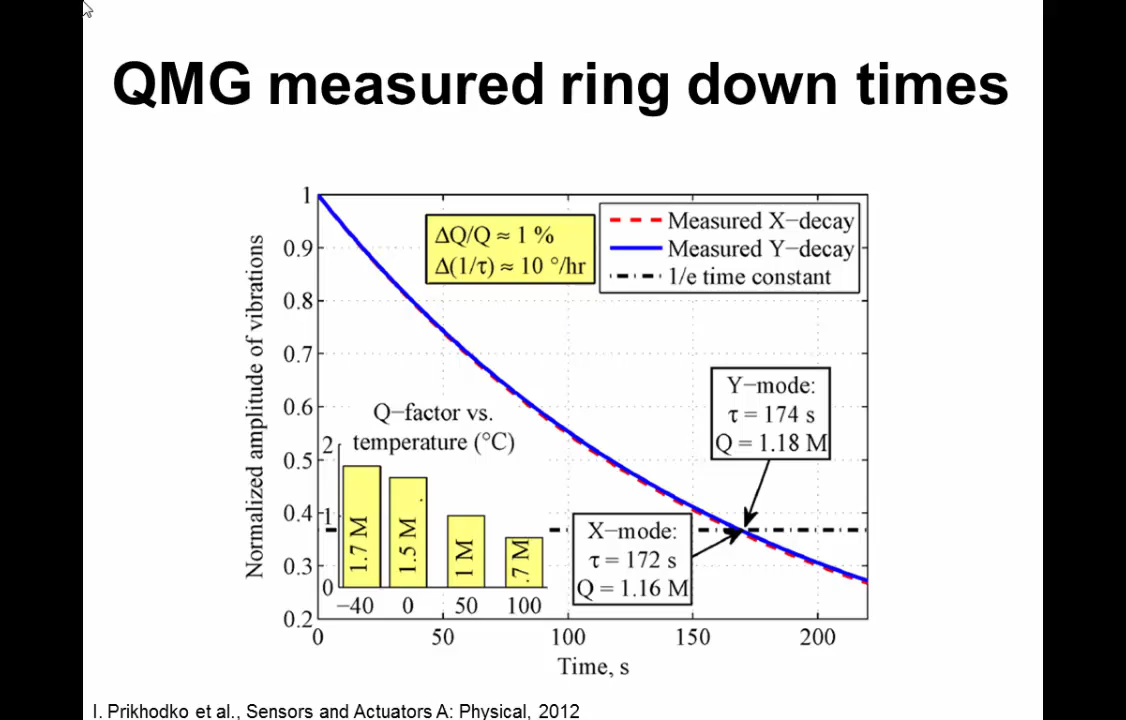 QMG measured ring down times
Normalized amplitude of vibrations
1
0.9
0.8
0.7
0.6
0.5
0.4
0.3
0.2
ΔQ/Q ≈ 1 %
Δ(1/τ) ≈ 10 °/hr
Measured X−decay
Measured Y−decay
1/e time constant
Y−mode:
τ = 174 s
Q = 1.18 M
X−mode:
τ = 172 s
Q = 1.16 M
Q−factor vs.
temperature (°C)
2
1
0
1.7 M
1.5 M
1 M
.7 M
−40 0 50 100
0 50 100 150 200
Time, s
I. Prikhodko et al., Sensors and Actuators A: Physical, 2012